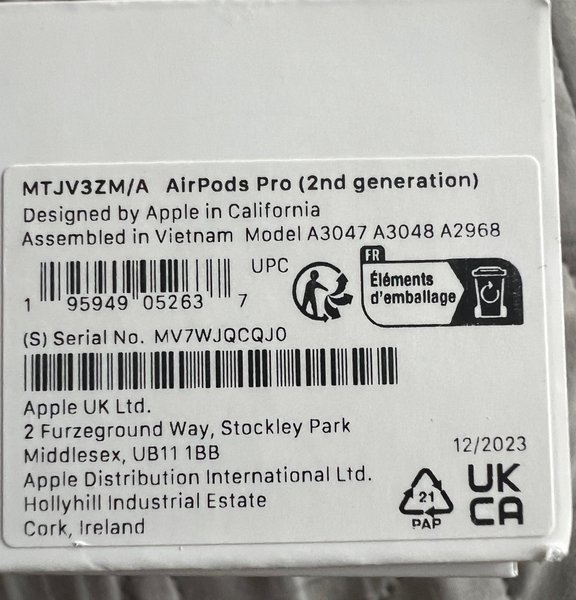 MTJV3ZM/A AirPods Pro (2nd generation)
Designed by Apple in California
Assembled in Vietnam Model A3047 A3048 A2968
UPC
1 95949 05263 7
FR
Éléments
d'emballage
(S) Serial No. MV7WJQCQJ0
Apple UK Ltd.
2 Furzeground Way, Stockley Park
Middlesex, UB11 1BB
Apple Distribution International Ltd.
Hollyhill Industrial Estate
Cork, Ireland
12/2023
21
PAP
UK
CA